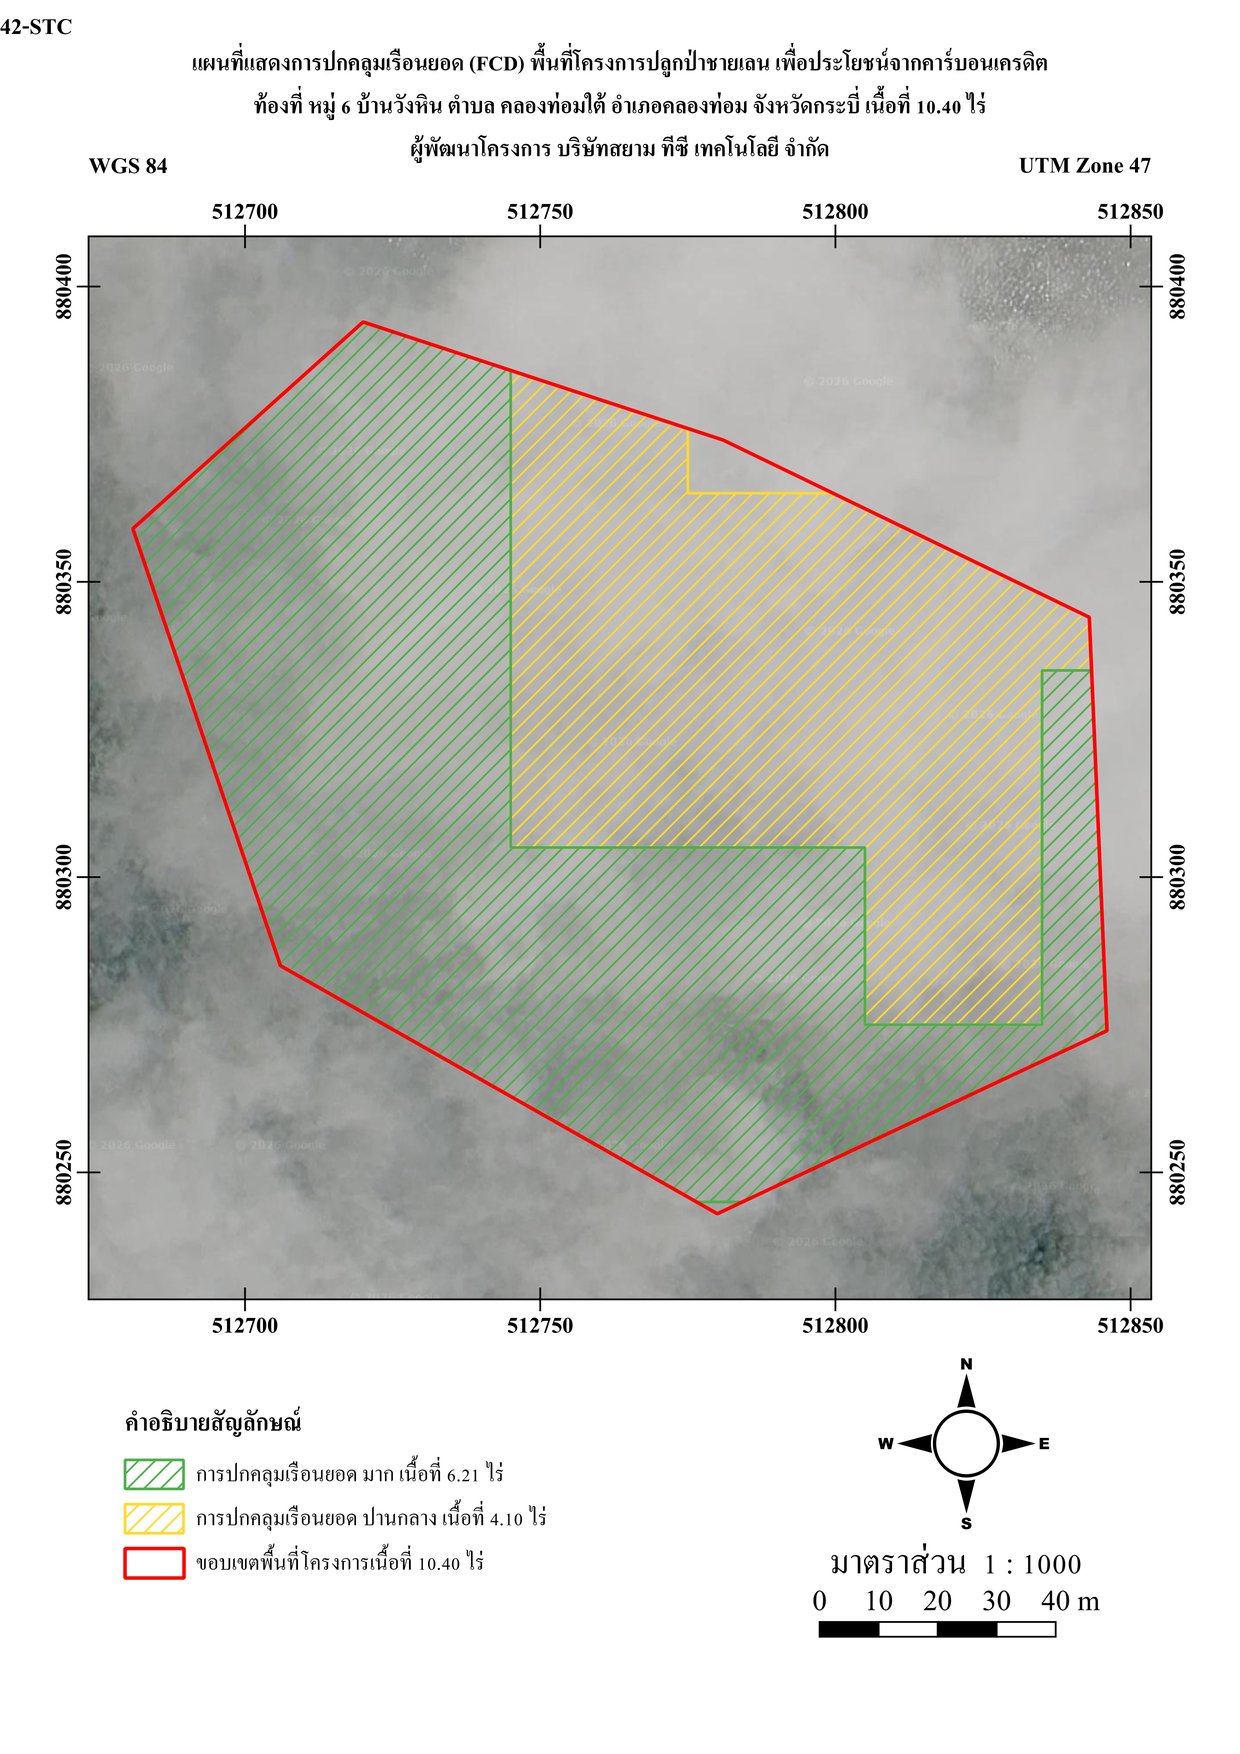 42-STC
แผนที่แสดงการปกคลุมเรือนยอด (FCD) พื้นที่โครงการปลูกป่าชายเลน เพื่อประโยชน์จากคาร์บอนเครดิต
ท้องที่ หมู่ 6 บ้านวังหิน ตำบล คลองท่อมใต้ อำเภอคลองท่อม จังหวัดกระบี่ เนื้อที่ 10.40 ไร่
ผู้พัฒนาโครงการ บริษัทสยาม ทีซี เทคโนโลยี จำกัด
WGS 84 UTM Zone 47
512700 512750 512800 512850
880400 880400
880350 880350
880300 880300
880250 880250
512700 512750 512800 512850
N
W E
S
คำอธิบายสัญลักษณ์
การปกคลุมเรือนยอด มาก เนื้อที่ 6.21 ไร่
การปกคลุมเรือนยอด ปานกลาง เนื้อที่ 4.10 ไร่
ขอบเขตพื้นที่โครงการเนื้อที่ 10.40 ไร่
มาตราส่วน 1 : 1000
0 10 20 30 40 m